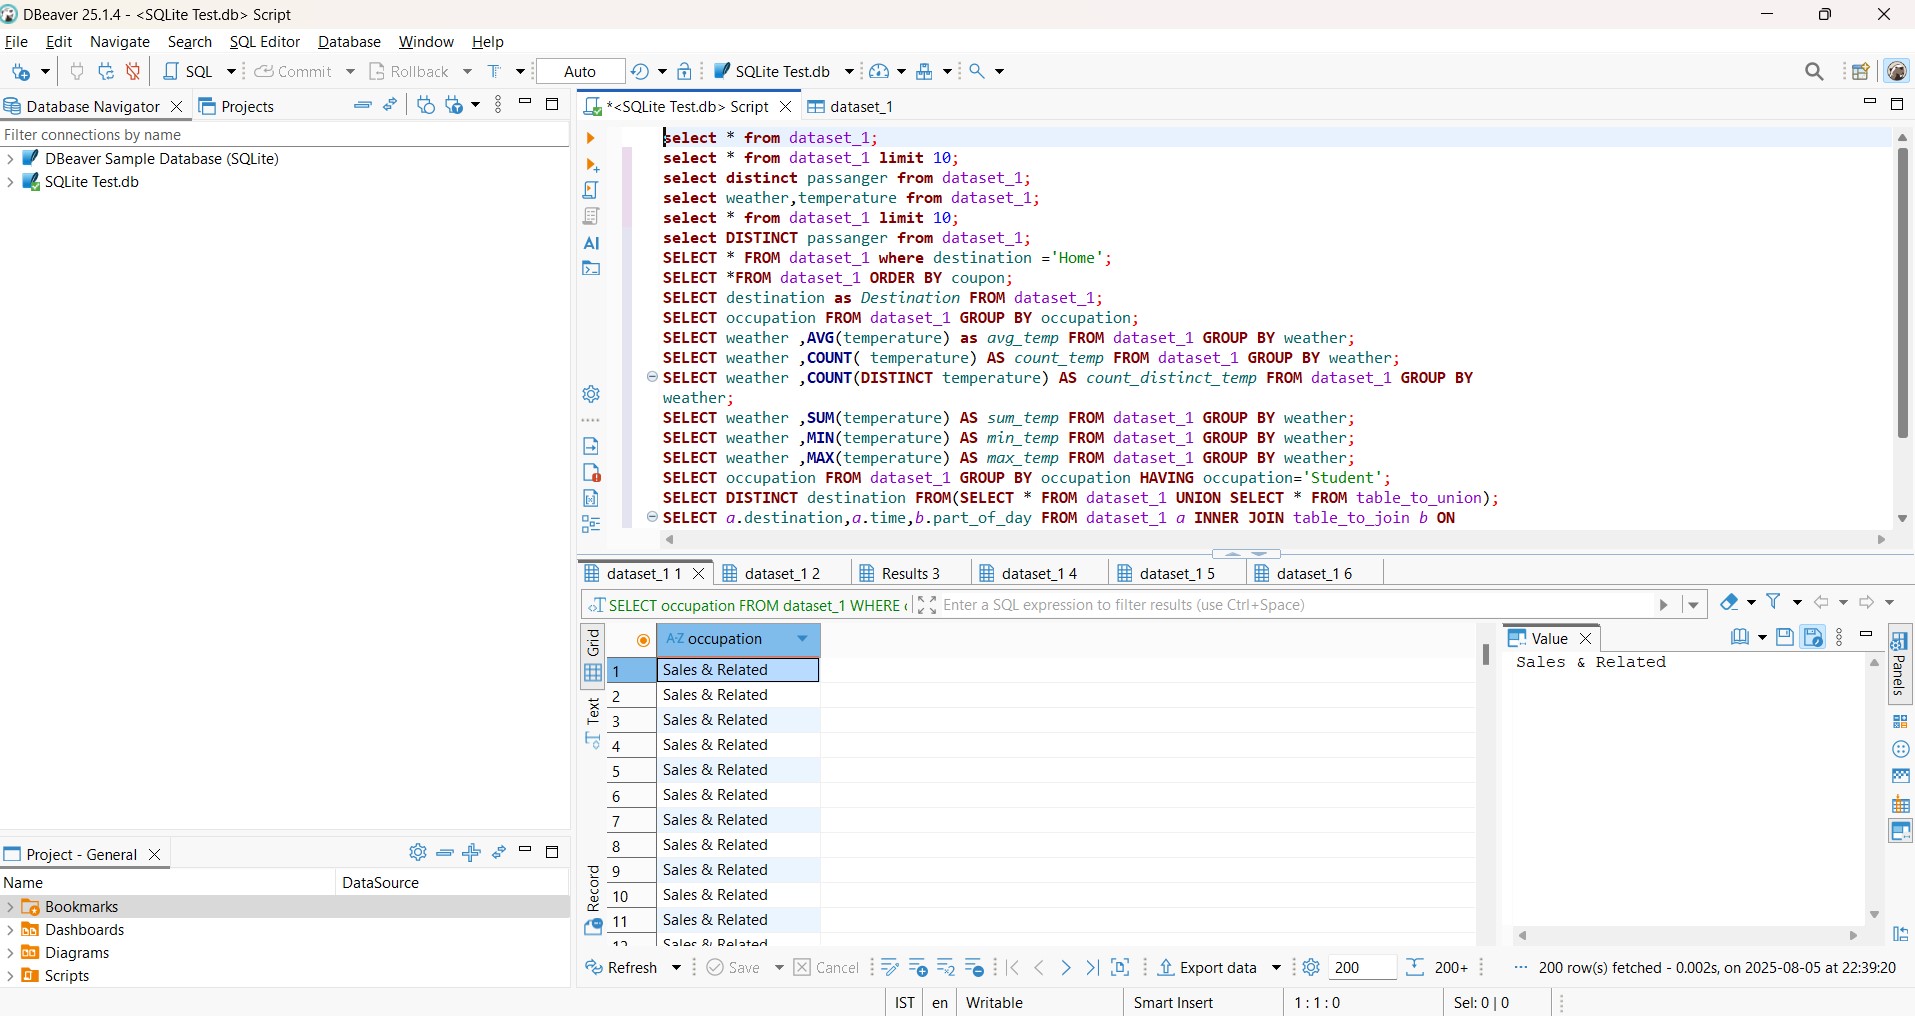 DBeaver 25.1.4 - <SQLite Test.db> Script
File Edit Navigate Search SQL Editor Database Window Help
SQL Commit Rollback T Auto SQLite Test.db
Database Navigator Projects
Filter connections by name
DBeaver Sample Database (SQLite)
SQLite Test.db
*<SQLite Test.db> Script dataset_1
AI
select * from dataset_1;
select * from dataset_1 limit 10;
select distinct passanger from dataset_1;
select weather,temperature from dataset_1;
select * from dataset_1 limit 10;
select DISTINCT passanger from dataset_1;
SELECT * FROM dataset_1 where destination ='Home';
SELECT *FROM dataset_1 ORDER BY coupon;
SELECT destination as Destination FROM dataset_1;
SELECT occupation FROM dataset_1 GROUP BY occupation;
SELECT weather ,AVG(temperature) as avg_temp FROM dataset_1 GROUP BY weather;
SELECT weather ,COUNT( temperature) AS count_temp FROM dataset_1 GROUP BY weather;
SELECT weather ,COUNT(DISTINCT temperature) AS count_distinct_temp FROM dataset_1 GROUP BY
weather;
SELECT weather ,SUM(temperature) AS sum_temp FROM dataset_1 GROUP BY weather;
SELECT weather ,MIN(temperature) AS min_temp FROM dataset_1 GROUP BY weather;
SELECT weather ,MAX(temperature) AS max_temp FROM dataset_1 GROUP BY weather;
SELECT occupation FROM dataset_1 GROUP BY occupation HAVING occupation='Student';
SELECT DISTINCT destination FROM(SELECT * FROM dataset_1 UNION SELECT * FROM table_to_union);
SELECT a.destination,a.time,b.part_of_day FROM dataset_1 a INNER JOIN table_to_join b ON
dataset_1 1 dataset_1 2 Results 3 dataset_1 4 dataset_1 5 dataset_1 6
SELECT occupation FROM dataset_1 WHERE Enter a SQL expression to filter results (use Ctrl+Space)
Grid
Text
Record
A-Z occupation
1 Sales & Related
2 Sales & Related
3 Sales & Related
4 Sales & Related
5 Sales & Related
6 Sales & Related
7 Sales & Related
8 Sales & Related
9 Sales & Related
10 Sales & Related
11 Sales & Related
12 Sales & Related
Value
Sales & Related
Panels
Project - General
Name DataSource
Bookmarks
Dashboards
Diagrams
Scripts
Refresh Save Cancel Export data 200 200+ ... 200 row(s) fetched - 0.002s, on 2025-08-05 at 22:39:20
IST en Writable Smart Insert 1 : 1 : 0 Sel: 0 | 0